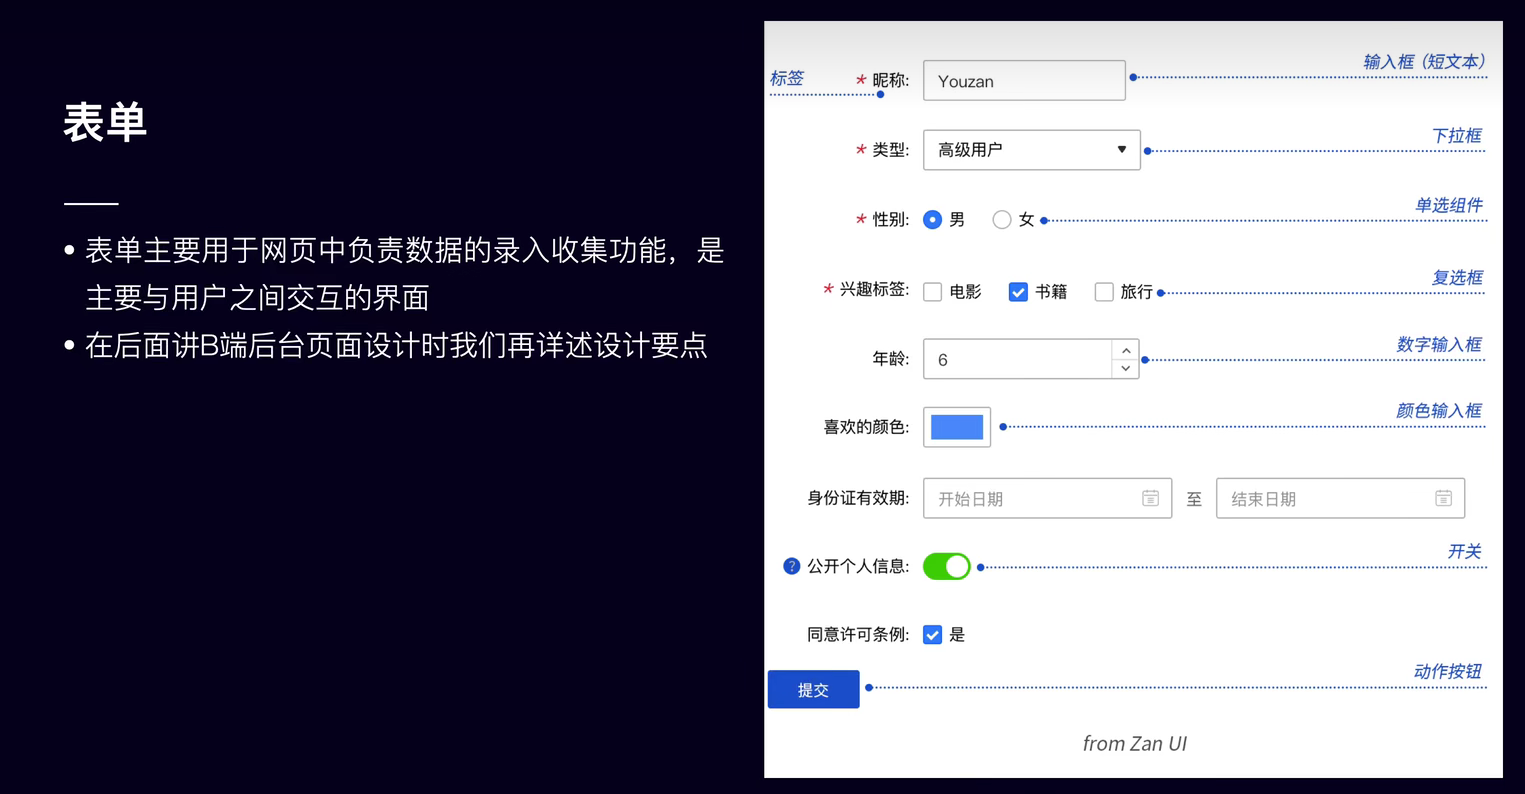 表单
• 表单主要用于网页中负责数据的录入收集功能，是
主要与用户之间交互的界面
• 在后面讲B端后台页面设计时我们再详述设计要点
标签 * 昵称: Youzan 输入框（短文本）
* 类型: 高级用户 下拉框
* 性别: 男 女 单选组件
* 兴趣标签: 电影 书籍 旅行 复选框
年龄: 6 数字输入框
喜欢的颜色: 颜色输入框
身份证有效期: 开始日期 至 结束日期
? 公开个人信息: 开关
同意许可条例: 是
提交 动作按钮
from Zan UI